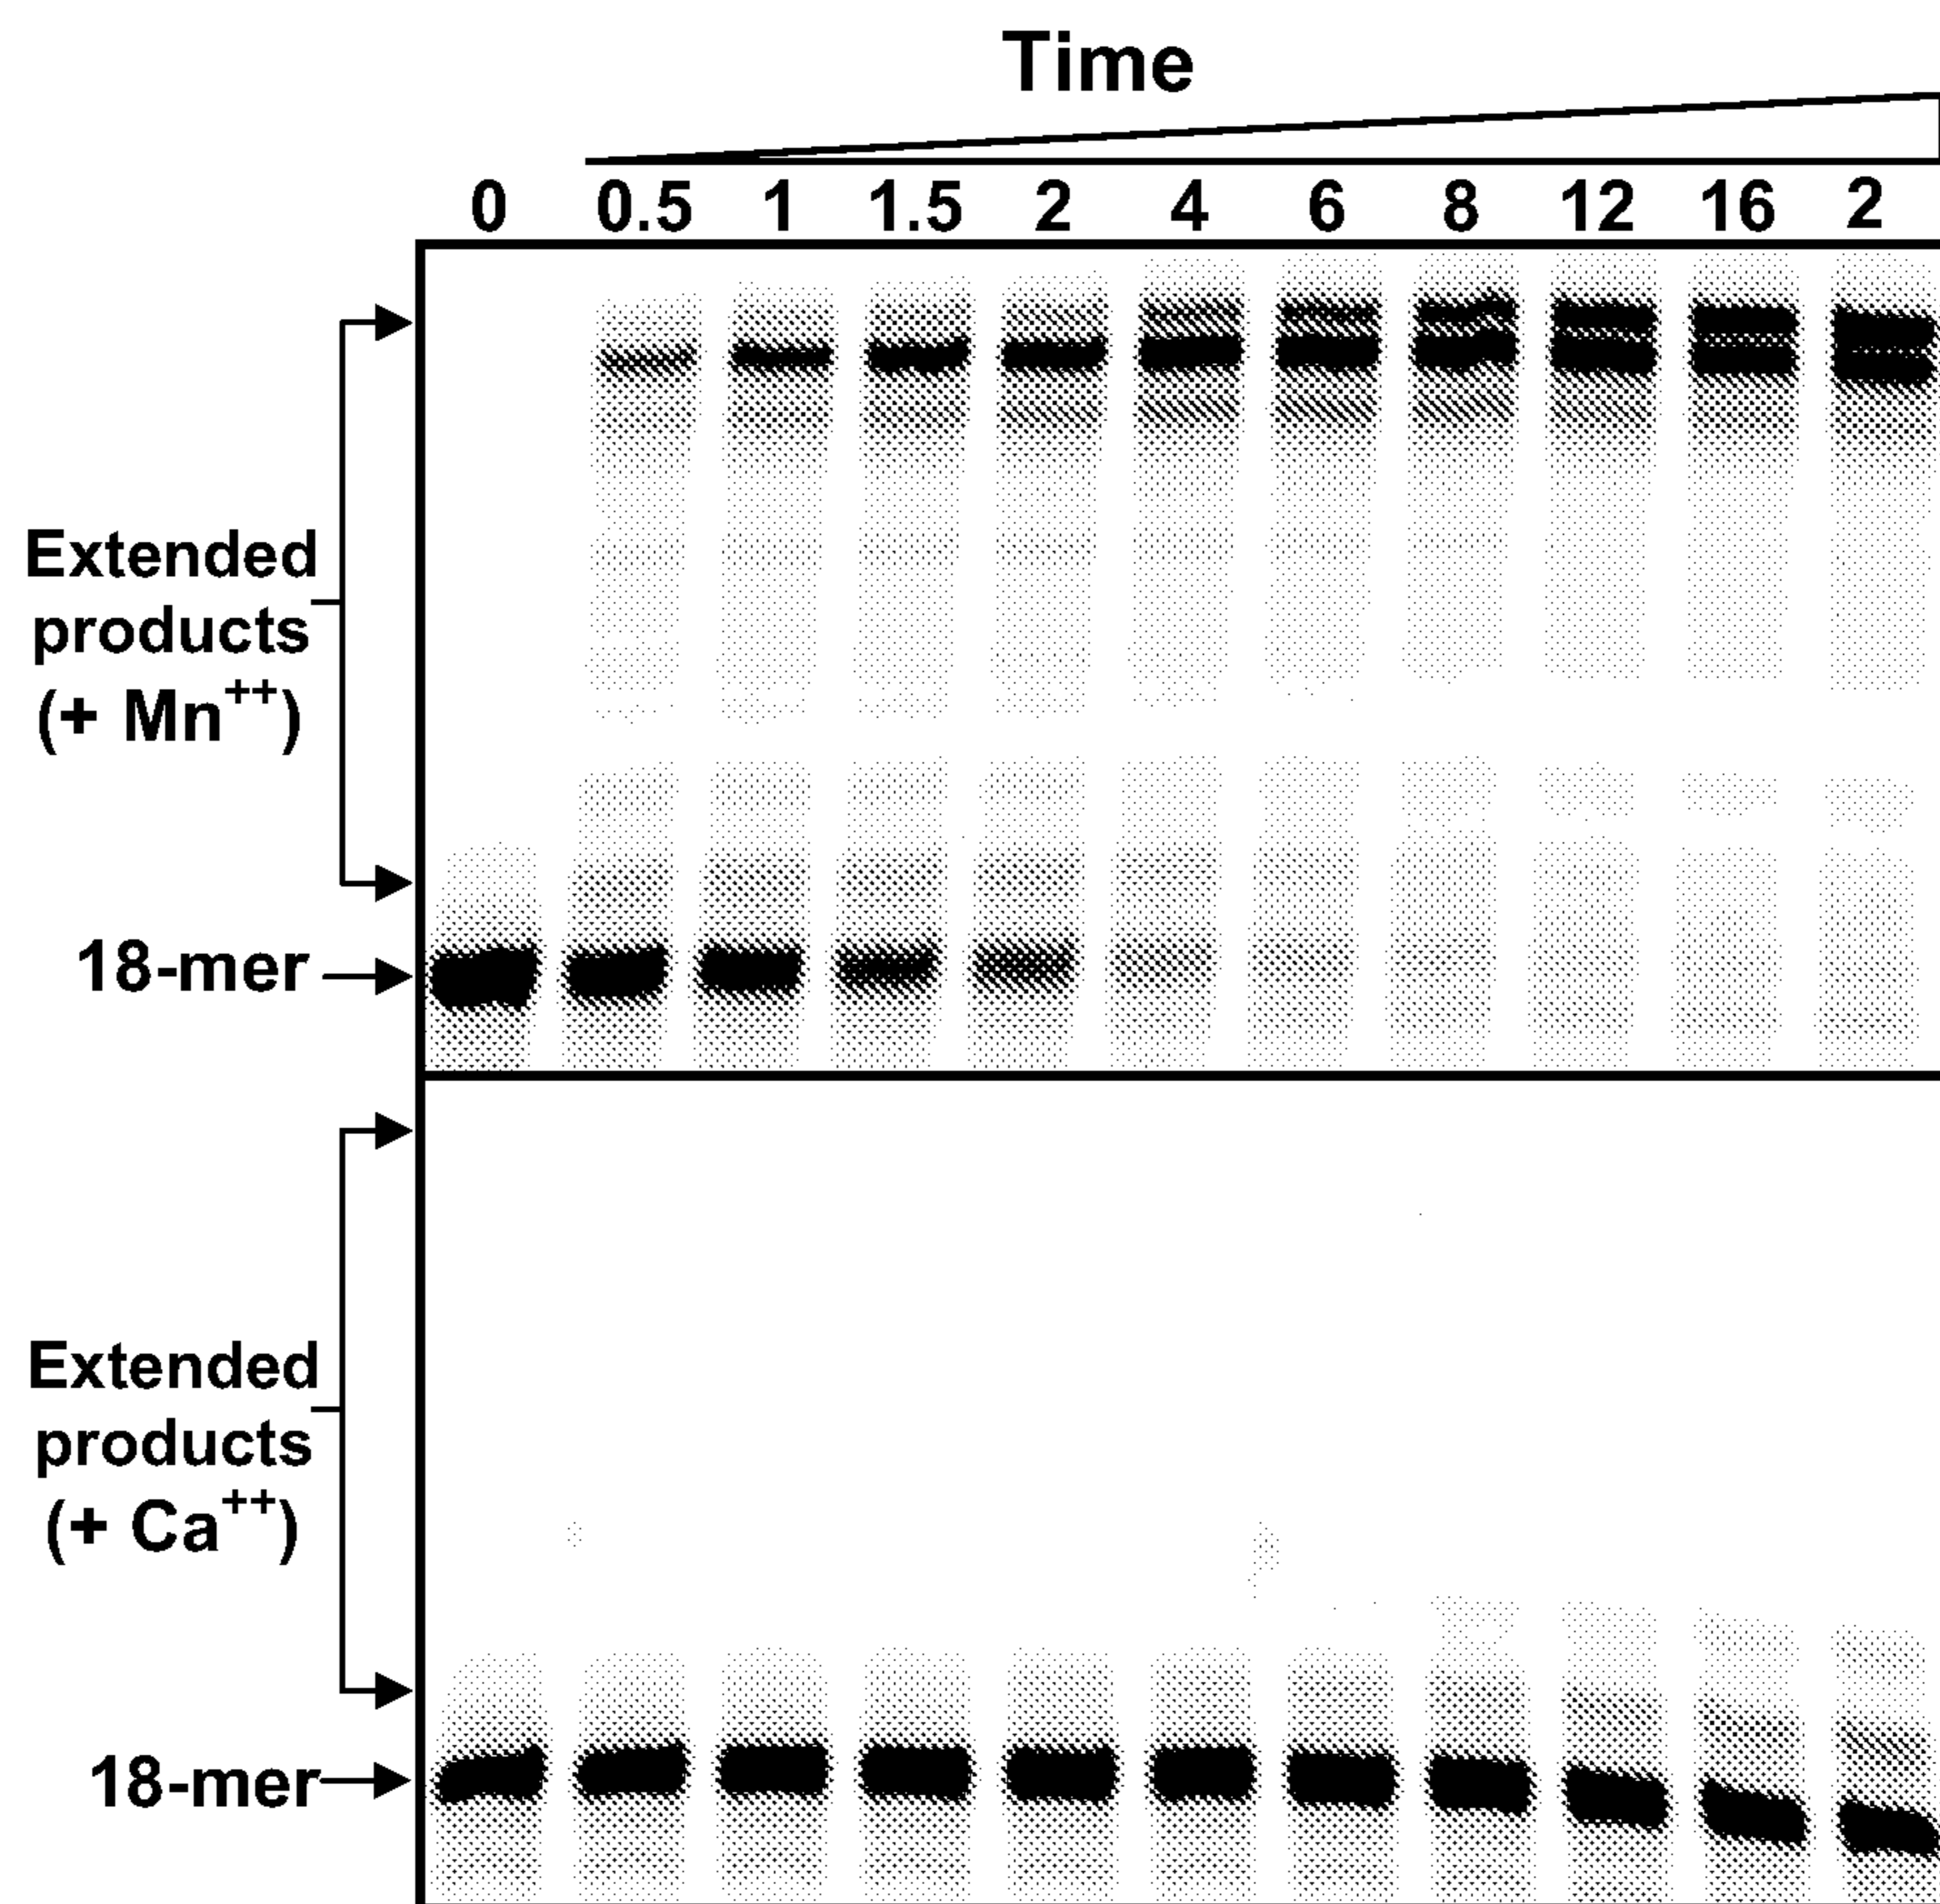 Time
0 0.5 1 1.5 2 4 6 8 12 16 2
Extended
products
(+ Mn⁺⁺)
18-mer
Extended
products
(+ Ca⁺⁺)
18-mer